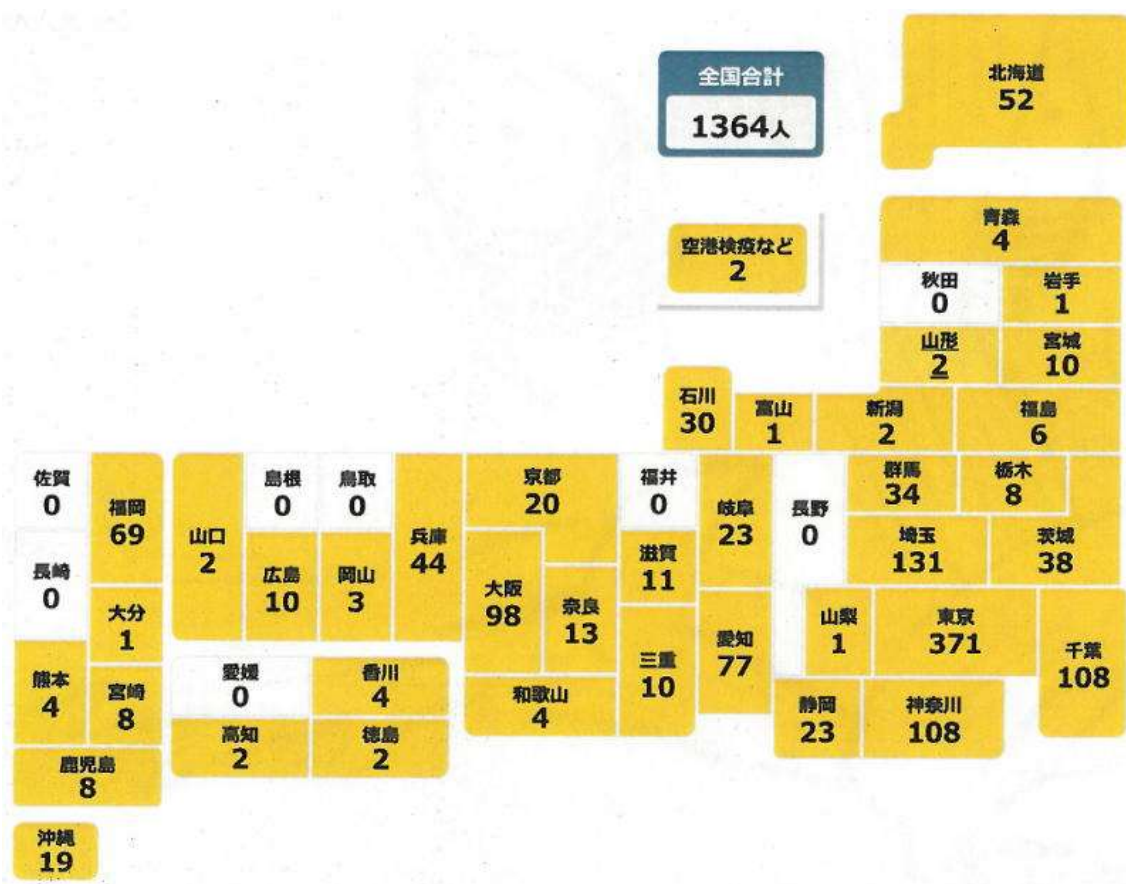 全国合計
1364人
北海道
52
空港検疫など
2
青森
4
秋田
0
岩手
1
山形
2
宮城
10
石川
30
富山
1
新潟
2
福島
6
佐賀
0
福岡
69
長崎
0
大分
1
熊本
4
宮崎
8
鹿児島
8
沖縄
19
山口
2
島根
0
鳥取
0
広島
10
岡山
3
兵庫
44
愛媛
0
香川
4
高知
2
徳島
2
京都
20
大阪
98
奈良
13
和歌山
4
福井
0
滋賀
11
三重
10
岐阜
23
愛知
77
長野
0
群馬
34
栃木
8
埼玉
131
茨城
38
山梨
1
東京
371
千葉
108
静岡
23
神奈川
108